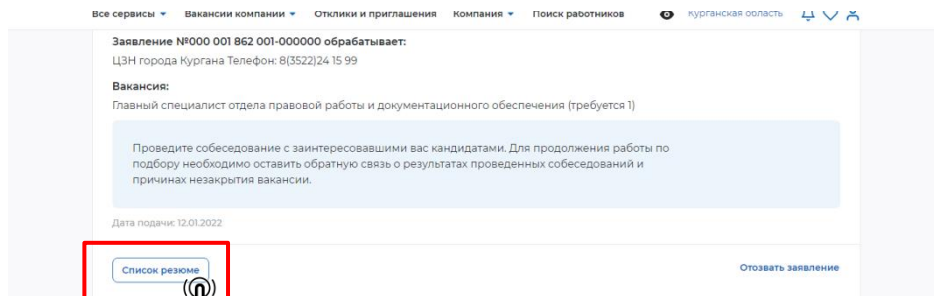 Все сервисы Вакансии компании Отклики и приглашения Компания Поиск работников Курганская область
Заявление №000 001 862 001-000000 обрабатывает:
ЦЗН города Кургана Телефон: 8(3522)24 15 99
Вакансия:
Главный специалист отдела правовой работы и документационного обеспечения (требуется 1)
Проведите собеседование с заинтересовавшими вас кандидатами. Для продолжения работы по
подбору необходимо оставить обратную связь о результатах проведенных собеседований и
причинах незакрытия вакансии.
Дата подачи: 12.01.2022
Список резюме Отозвать заявление